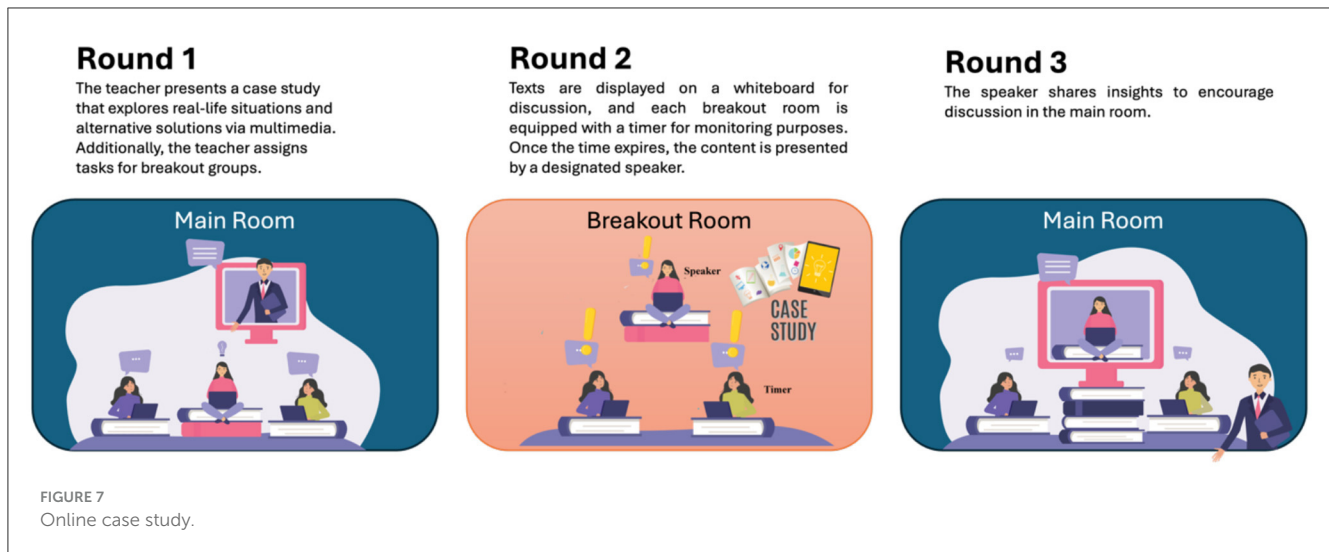 Round 1
The teacher presents a case study
that explores real-life situations and
alternative solutions via multimedia.
Additionally, the teacher assigns
tasks for breakout groups.
Main Room
Round 2
Texts are displayed on a whiteboard for
discussion, and each breakout room is
equipped with a timer for monitoring purposes.
Once the time expires, the content is presented
by a designated speaker.
Breakout Room
Speaker
CASE
STUDY
Timer
Round 3
The speaker shares insights to encourage
discussion in the main room.
Main Room
FIGURE 7
Online case study.